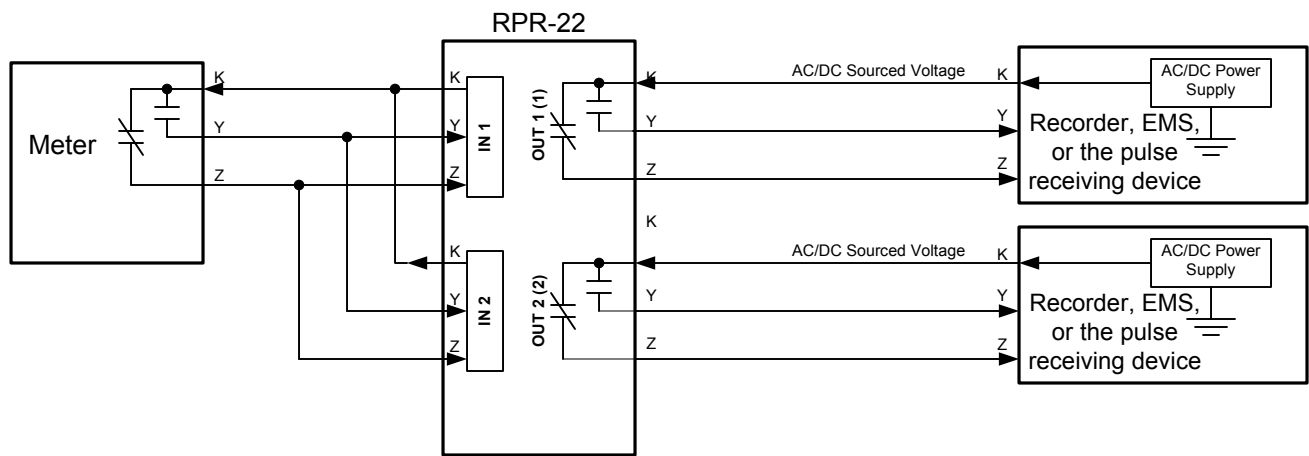 RPR-22
Meter
K
Y
Z
K
Y
Z
IN 1
OUT 1 (1)
K
Y
Z
AC/DC Sourced Voltage
K
Y
Z
AC/DC Power
Supply
Recorder, EMS,
or the pulse
receiving device
K
K
Y
Z
IN 2
OUT 2 (2)
Y
Z
AC/DC Sourced Voltage
K
Y
Z
AC/DC Power
Supply
Recorder, EMS,
or the pulse
receiving device